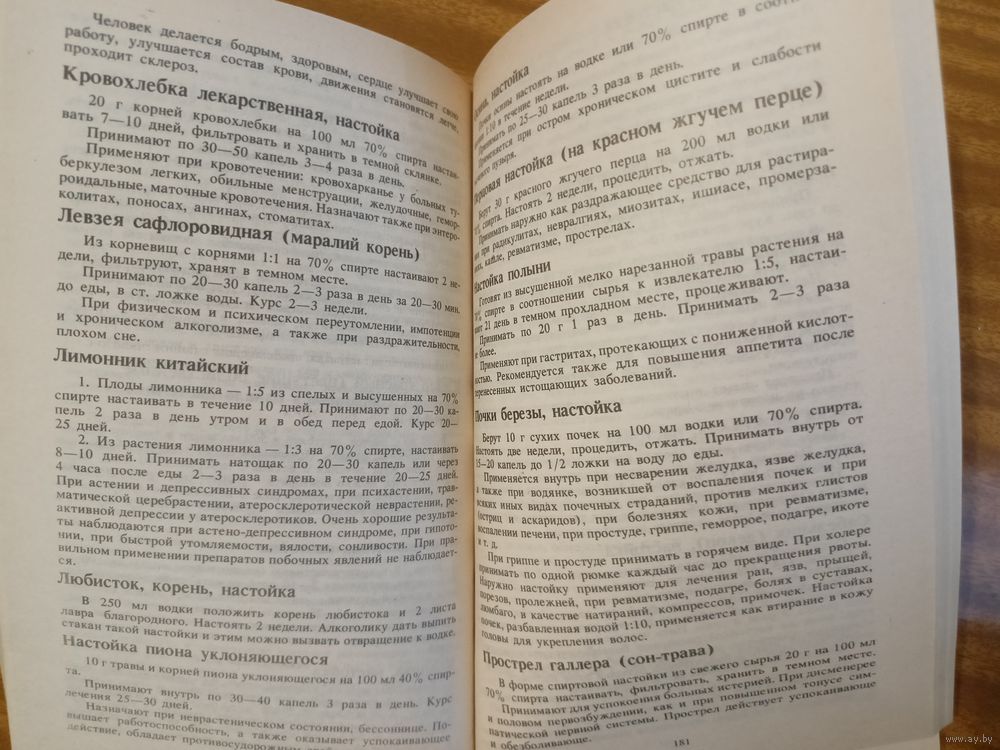 Человек делается бодрым, здоровым, сердце улучшает свою
работу, улучшается состав крови, движения становятся легче,
проходит склероз.
Кровохлебка лекарственная, настойка
20 г корней кровохлебки на 100 мл 70% спирта настаи-
вать 7—10 дней, фильтровать и хранить в темной склянке.
Принимают по 30—50 капель 3—4 раза в день.
Применяют при кровотечении: кровохарканье у больных ту-
беркулезом легких, обильные менструации, желудочные, гемор-
роидальные, маточные кровотечения. Назначают также при энтеро-
колитах, поносах, ангинах, стоматитах.
Левзея сафлоровидная (маралий корень)
Из корневищ с корнями 1:1 на 70% спирте настаивают 2 не-
дели, фильтруют, хранят в темном месте.
Принимают по 20—30 капель 2—3 раза в день за 20—30 мин.
до еды, в ст. ложке воды. Курс 2—3 недели.
При физическом и психическом переутомлении, импотенции
и хроническом алкоголизме, а также при раздражительности,
плохом сне.
Лимонник китайский
1. Плоды лимонника — 1:5 из спелых и высушенных на 70%
спирте настаивать в течение 10 дней. Принимают по 20—30 ка-
пель 2 раза в день утром и в обед перед едой. Курс 20—
25 дней.
2. Из растения лимонника — 1:3 на 70% спирте, настаивать
8—10 дней. Принимать натощак по 20—30 капель или через
4 часа после еды 2—3 раза в день в течение 20—25 дней.
При астении и депрессивных синдромах, при психастении, трав-
матической церебрастении, атеросклеротической неврастении, ре-
активной депрессии у атеросклеротиков. Очень хорошие результа-
ты наблюдаются при астено-депрессивном синдроме, при гипото-
нии, при быстрой утомляемости, вялости, сонливости. При пра-
вильном применении препаратов побочных явлений не наблюдает-
ся.
Любисток, корень, настойка
В 250 мл водки положить корень любистока и 2 листа
лавра благородного. Настоять 2 недели. Алкоголику дать выпить
стакан такой настойки и этим можно вызвать отвращение к водке.
Настойка пиона уклоняющегося
10 г травы и корней пиона уклоняющегося на 100 мл 40% спир-
та.
Принимают внутрь по 30—40 капель 3 раза в день. Курс
лечения 25—30 дней.
Назначают при неврастеническом состоянии, бессоннице. По-
вышает работоспособность, а также оказывает успокаивающее
действие, обладает противосудорожным
настойка
осины настоять на водке или 70% спирте в
1:10 в течение недели.
Принимать по 25—30 капель 3 раза в день.
Применяется при остром хроническом цистите и слабости
пузыря.
настойка (на красном жгучем перце)
Берут 30 г красного жгучего перца на 200 мл водки или
спирта. Настоять 2 недели, процедить, отжать.
Принимать наружно как раздражающее средство для растира-
при радикулитах, невралгиях, миозитах, ишиасе, промерза-
кашле, ревматизме, прострелах.
Настойка полыни
Готовят из высушенной мелко нарезанной травы растения на
70% спирте в соотношении сырья к извлекателю 1:5, настаи-
21 день в темном прохладном месте, процеживают.
Принимать по 20 г 1 раз в день. Принимать 2—3 раза
не более.
Применяют при гастритах, протекающих с пониженной кислот-
ностью. Рекомендуется также для повышения аппетита после
перенесенных истощающих заболеваний.
Почки березы, настойка
Берут 10 г сухих почек на 100 мл водки или 70% спирта.
Настоять две недели, процедить, отжать. Принимать внутрь от
15—20 капель до 1/2 ложки на воду до еды.
Применяется внутрь при несварении желудка, язве желудка,
а также при водянке, возникшей от воспаления почек и при
всяких иных видах почечных страданий, против мелких глистов
(остриц и аскаридов), при болезнях кожи, при ревматизме,
воспалении печени, при простуде, гриппе, геморрое, подагре, икоте
и т. д.
При гриппе и простуде принимать в горячем виде. При холере
принимать по одной рюмке каждый час до прекращения рвоты.
Наружно настойку применяют для лечения ран, язв, прыщей,
порезов, пролежней, при ревматизме, подагре, болях в суставах,
люмбаго, в качестве натираний, компрессов, примочек. Настойка
почек, разбавленная водой 1:10, применяется как втирание в кожу
головы для укрепления волос.
Прострел галлера (сон-трава)
В форме спиртовой настойки из свежего сырья 20 г на 100 мл
70% спирта настаивать, фильтровать, хранить в темном месте.
Принимают для успокоения больных истерией. При дисменерее
и половом первозбуждении, как и при повышенном тонусе сим-
патической нервной системы. Прострел действует успокаивающе
и обезболивающе.
181
www.ay.by